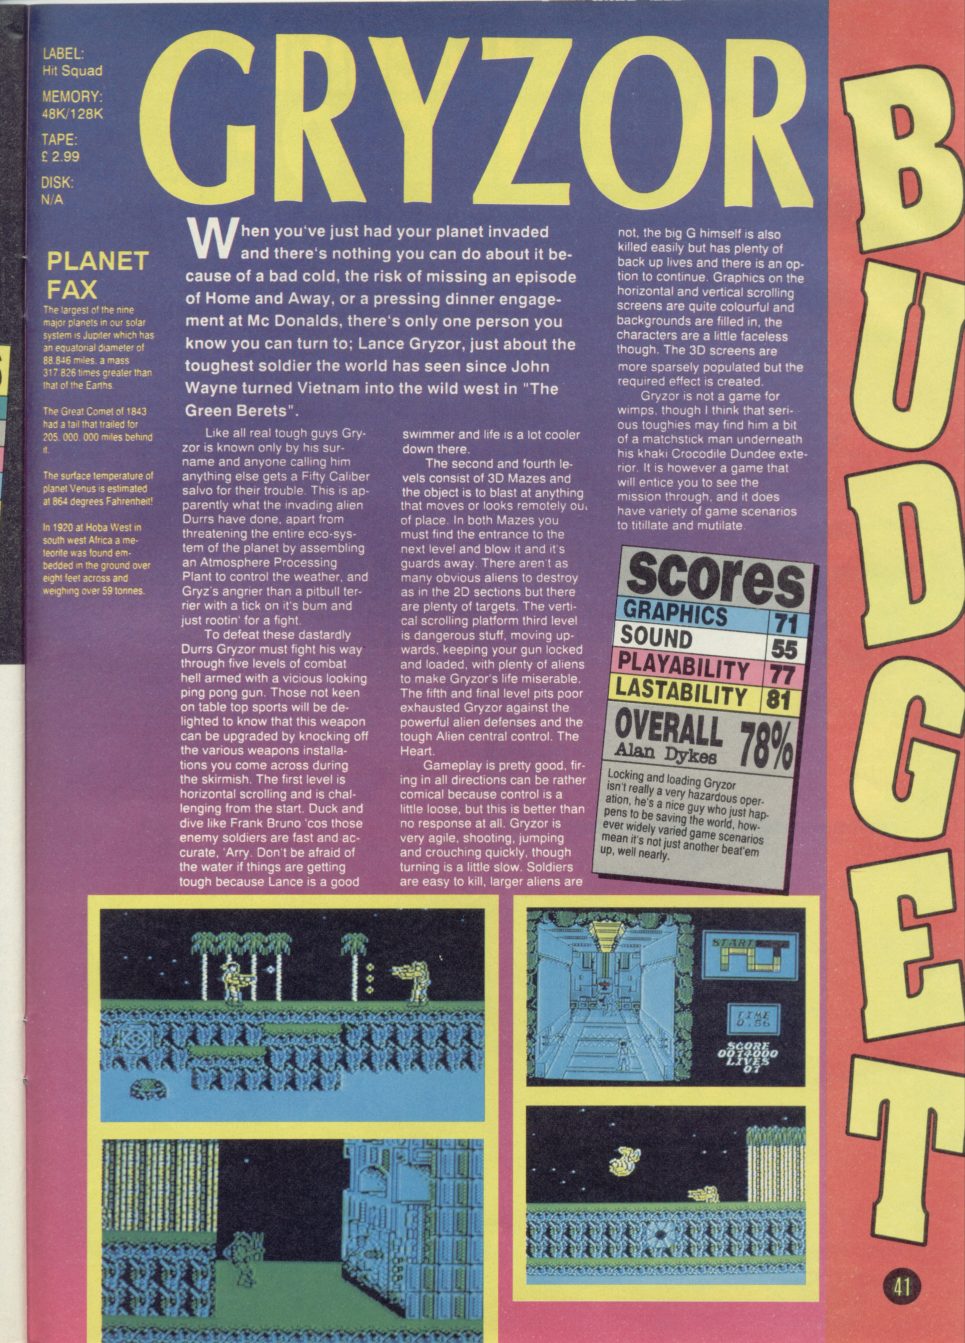 LABEL:
Hit Squad
MEMORY:
48K/128K
TAPE:
£ 2.99
DISK:
N/A
GRYZOR
PLANET
FAX
The largest of the nine
major planets in our solar
system is Jupiter which has
an equatorial diameter of
88.846 miles, a mass
317.826 times greater than
that of the Earths.
The Great Comet of 1843
had a tail that trailed for
205, 000, 000 miles behind
it.
The surface temperature of
planet Venus is estimated
at 864 degrees Fahrenheit!
In 1920 at Hoba West in
south west Africa a me-
teorite was found em-
bedded in the ground over
eight feet across and
weighing over 59 tonnes.
When you've just had your planet invaded
and there's nothing you can do about it be-
cause of a bad cold, the risk of missing an episode
of Home and Away, or a pressing dinner engage-
ment at Mc Donalds, there's only one person you
know you can turn to; Lance Gryzor, just about the
toughest soldier the world has seen since John
Wayne turned Vietnam into the wild west in "The
Green Berets".
Like all real tough guys Gry-
zor is known only by his sur-
name and anyone calling him
anything else gets a Fifty Caliber
salvo for their trouble. This is ap-
parently what the invading alien
Durrs have done, apart from
threatening the entire eco-sys-
tem of the planet by assembling
an Atmosphere Processing
Plant to control the weather, and
Gryz's angrier than a pitbull ter-
rier with a tick on it's bum and
just rootin' for a fight.
To defeat these dastardly
Durrs Gryzor must fight his way
through five levels of combat
hell armed with a vicious looking
ping pong gun. Those not keen
on table top sports will be de-
lighted to know that this weapon
can be upgraded by knocking off
the various weapons installa-
tions you come across during
the skirmish. The first level is
horizontal scrolling and is chal-
lenging from the start. Duck and
dive like Frank Bruno 'cos those
enemy soldiers are fast and ac-
curate, 'Arry. Don't be afraid of
the water if things are getting
tough because Lance is a good
swimmer and life is a lot cooler
down there.
The second and fourth le-
vels consist of 3D Mazes and
the object is to blast at anything
that moves or looks remotely out
of place. In both Mazes you
must find the entrance to the
next level and blow it and it's
guards away. There aren't as
many obvious aliens to destroy
as in the 2D sections but there
are plenty of targets. The verti-
cal scrolling platform third level
is dangerous stuff, moving up-
wards, keeping your gun locked
and loaded, with plenty of aliens
to make Gryzor's life miserable.
The fifth and final level pits poor
exhausted Gryzor against the
powerful alien defenses and the
tough Alien central control. The
Heart.
Gameplay is pretty good, fir-
ing in all directions can be rather
comical because control is a
little loose, but this is better than
no response at all. Gryzor is
very agile, shooting, jumping
and crouching quickly, though
turning is a little slow. Soldiers
are easy to kill, larger aliens are
not, the big G himself is also
killed easily but has plenty of
back up lives and there is an op-
tion to continue. Graphics on the
horizontal and vertical scrolling
screens are quite colourful and
backgrounds are filled in, the
characters are a little faceless
though. The 3D screens are
more sparsely populated but the
required effect is created.
Gryzor is not a game for
wimps, though I think that seri-
ous toughies may find him a bit
of a matchstick man underneath
his khaki Crocodile Dundee exte-
rior. It is however a game that
will entice you to see the
mission through, and it does
have variety of game scenarios
to titillate and mutilate.
scores
GRAPHICS 71
SOUND 55
PLAYABILITY 77
LASTABILITY 81
OVERALL 78%
Alan Dykes
Locking and loading Gryzor
isn't really a very hazardous oper-
ation, he's a nice guy who just hap-
pens to be saving the world, how-
ever widely varied game scenarios
mean it's not just another beat'em
up, well nearly.
START
TIME
0.56
SCORE
0074000
LIVES
07
BUDGET
41